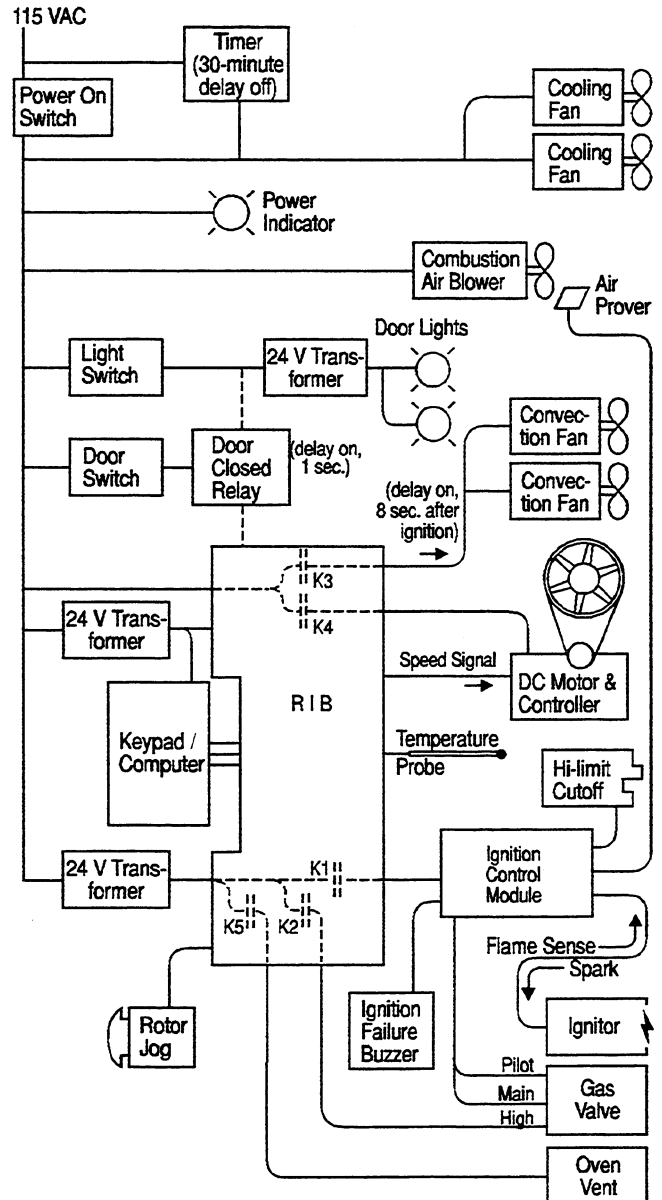 115 VAC
Timer
(30-minute
delay off)
Power On
Switch
Cooling
Fan
Cooling
Fan
Power
Indicator
Combustion
Air Blower
Air
Prover
Door Lights
Light
Switch
24 V Trans-
former
Door
Switch
Door
Closed
Relay
(delay on,
1 sec.)
Convec-
tion Fan
(delay on,
8 sec. after
ignition)
Convec-
tion Fan
K3
K4
24 V Trans-
former
RIB
Speed Signal
DC Motor &
Controller
Keypad /
Computer
Temperature
Probe
Hi-limit
Cutoff
24 V Trans-
former
K1
K5
K2
Ignition
Control
Module
Flame Sense
Spark
Rotor
Jog
Ignition
Failure
Buzzer
Ignitor
Pilot
Main
High
Gas
Valve
Oven
Vent